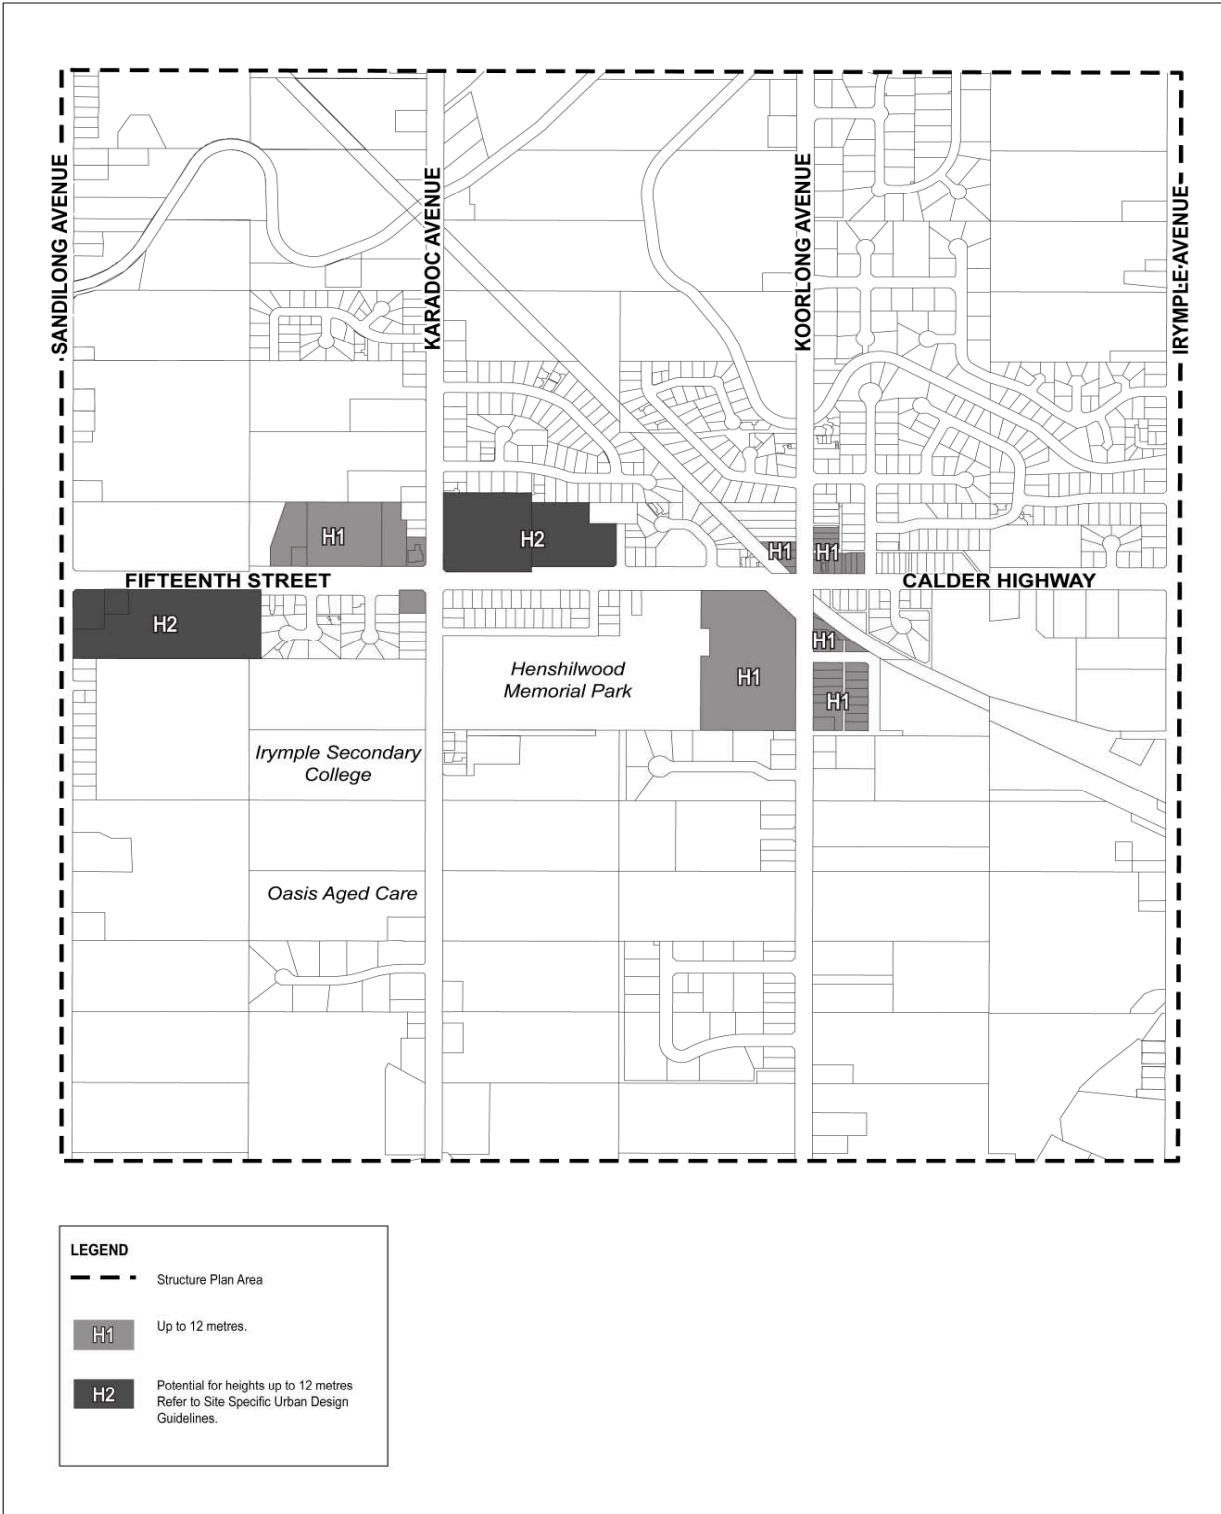 SANDILONG AVENUE
KARADOC AVENUE
KOORLONG AVENUE
IRYMPLE AVENUE
H1
H2
H1
H1
FIFTEENTH STREET
CALDER HIGHWAY
H2
H1
Henshilwood
Memorial Park
H1
H1
Irymple Secondary
College
Oasis Aged Care
LEGEND
Structure Plan Area
H1
Up to 12 metres.
H2
Potential for heights up to 12 metres
Refer to Site Specific Urban Design
Guidelines.